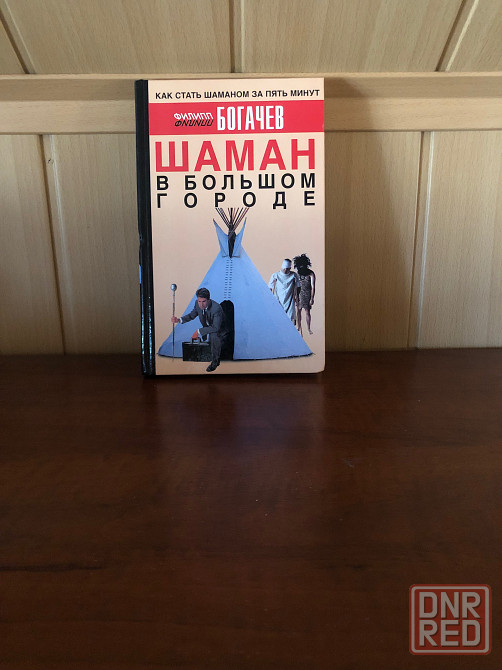 КАК СТАТЬ ШАМАНОМ ЗА ПЯТЬ МИНУТ
ФИЛИПП БОГАЧЕВ
ШАМАН
В БОЛЬШОМ
ГОРОДЕ
DNR
RED